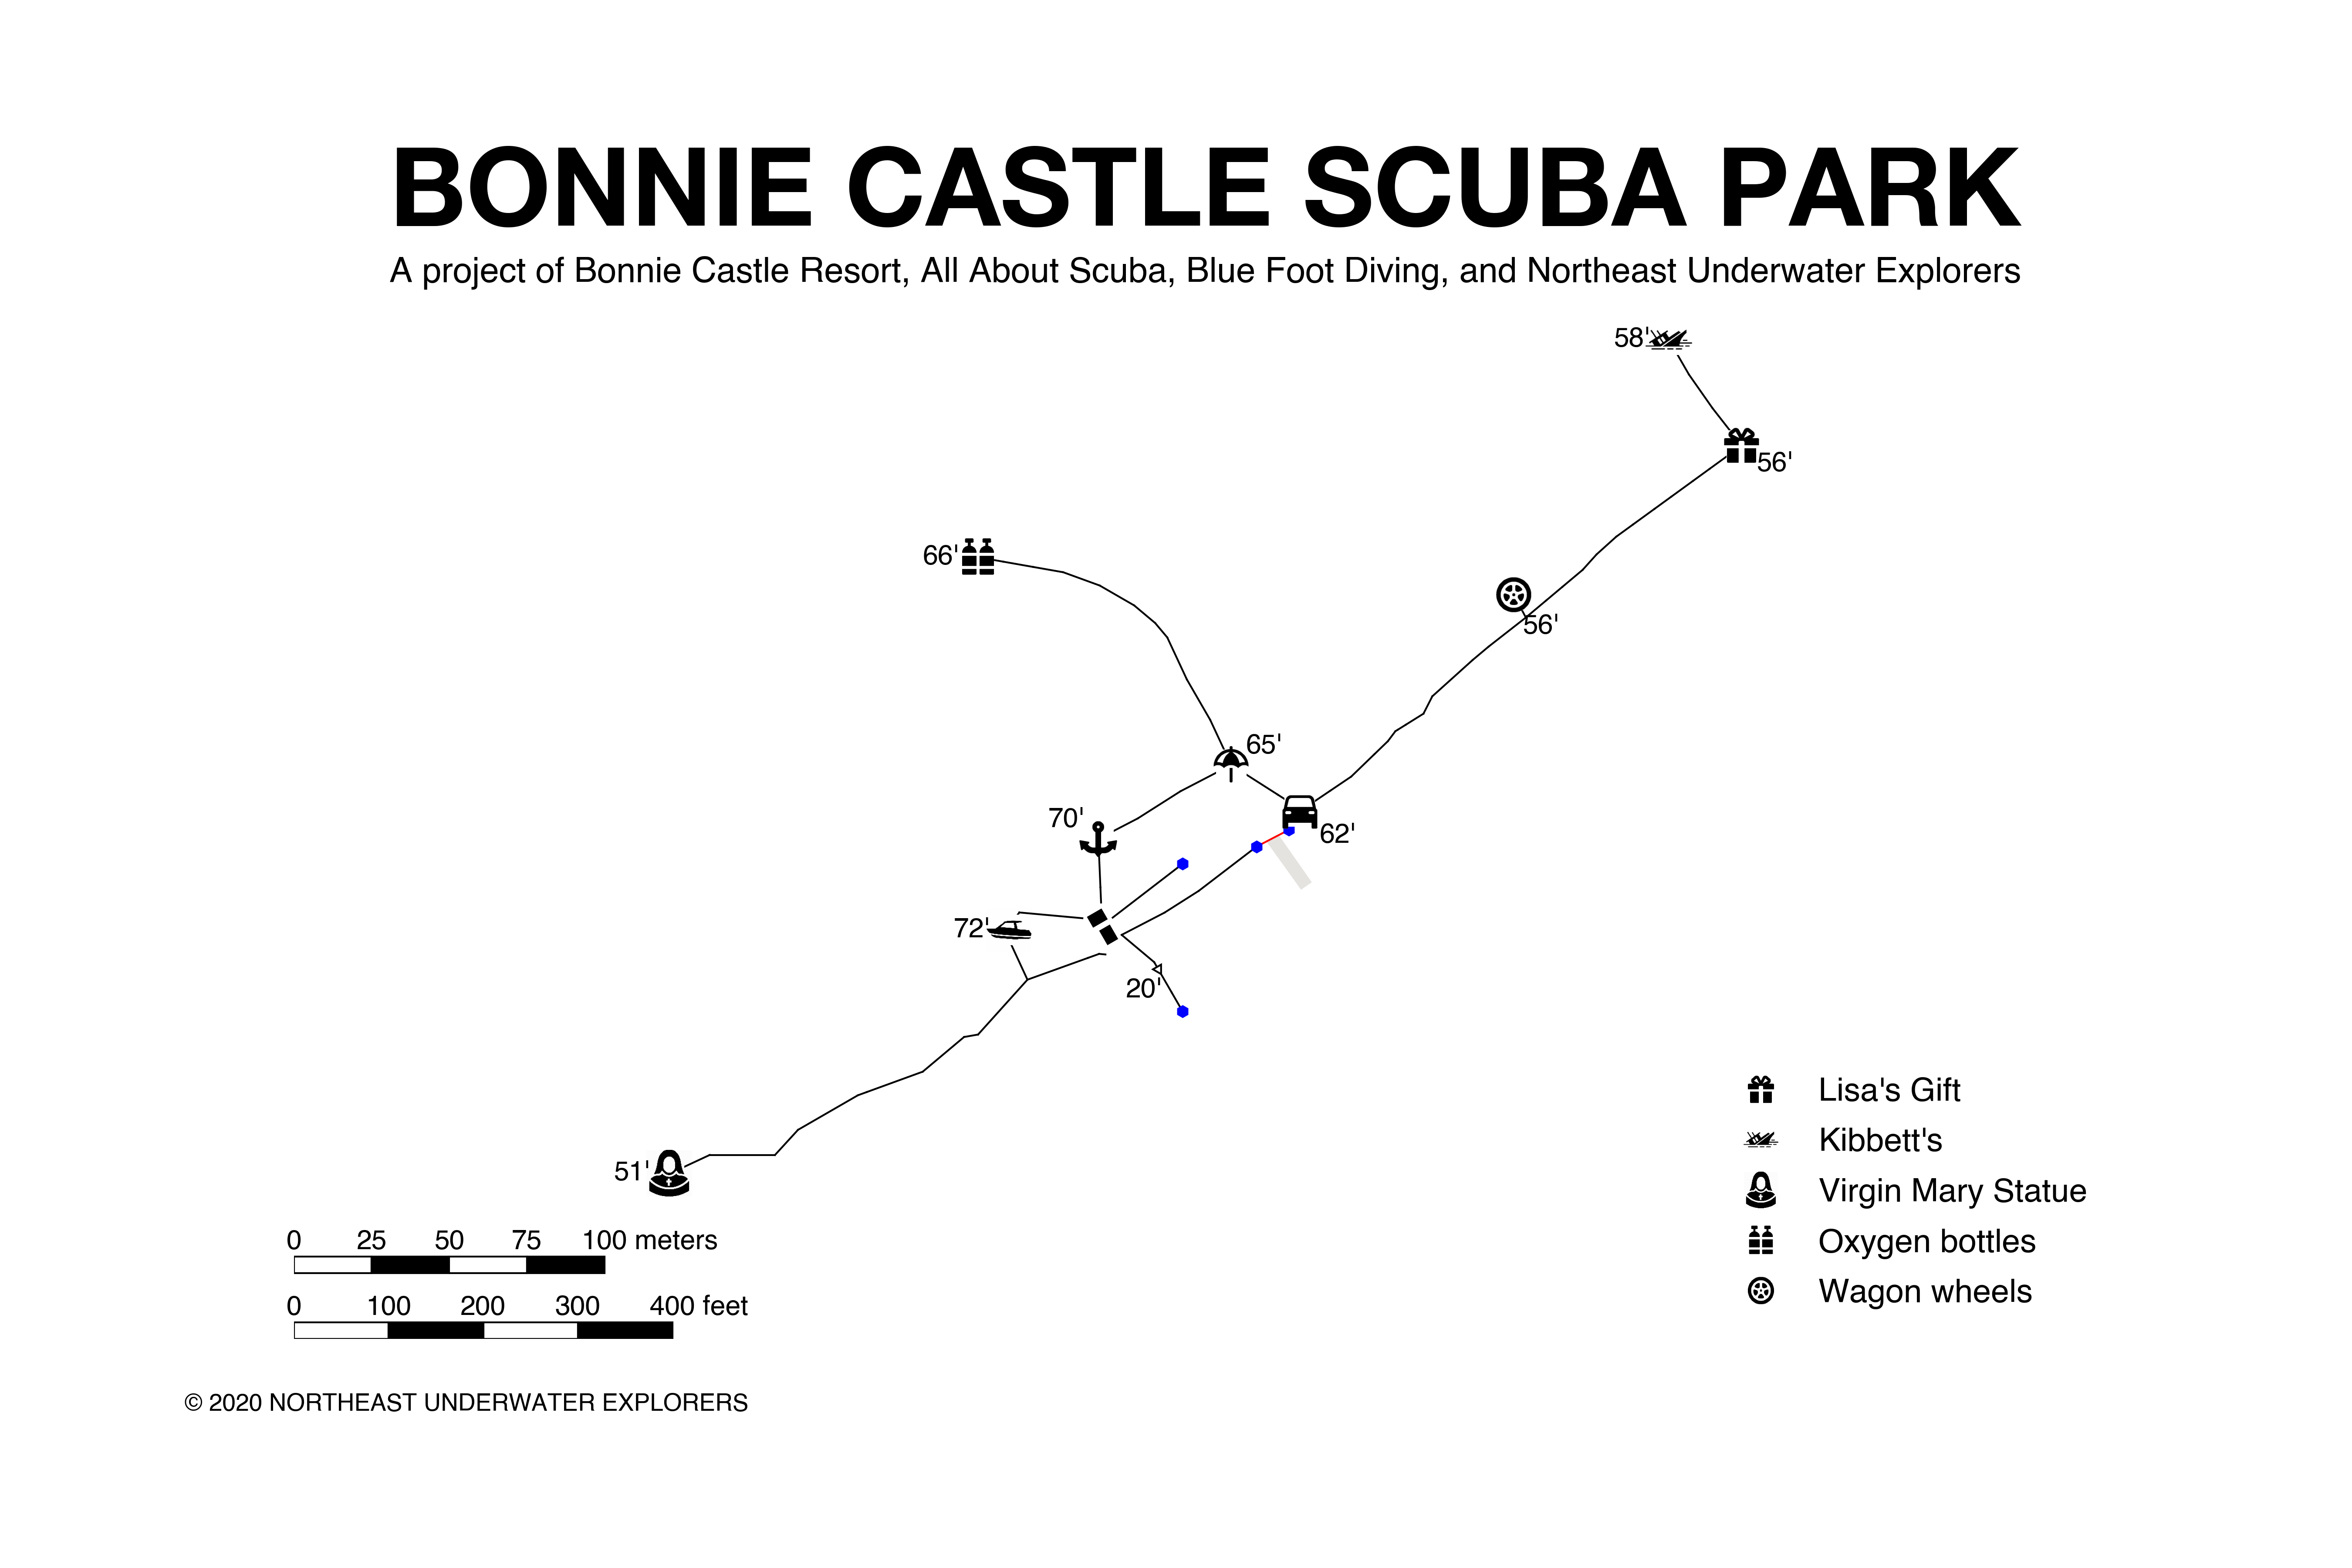 BONNIE CASTLE SCUBA PARK
A project of Bonnie Castle Resort, All About Scuba, Blue Foot Diving, and Northeast Underwater Explorers
58'
56'
66'
56'
65'
70'
62'
72'
20'
51'
Lisa's Gift
Kibbett's
Virgin Mary Statue
Oxygen bottles
Wagon wheels
0 25 50 75 100 meters
0 100 200 300 400 feet
© 2020 NORTHEAST UNDERWATER EXPLORERS